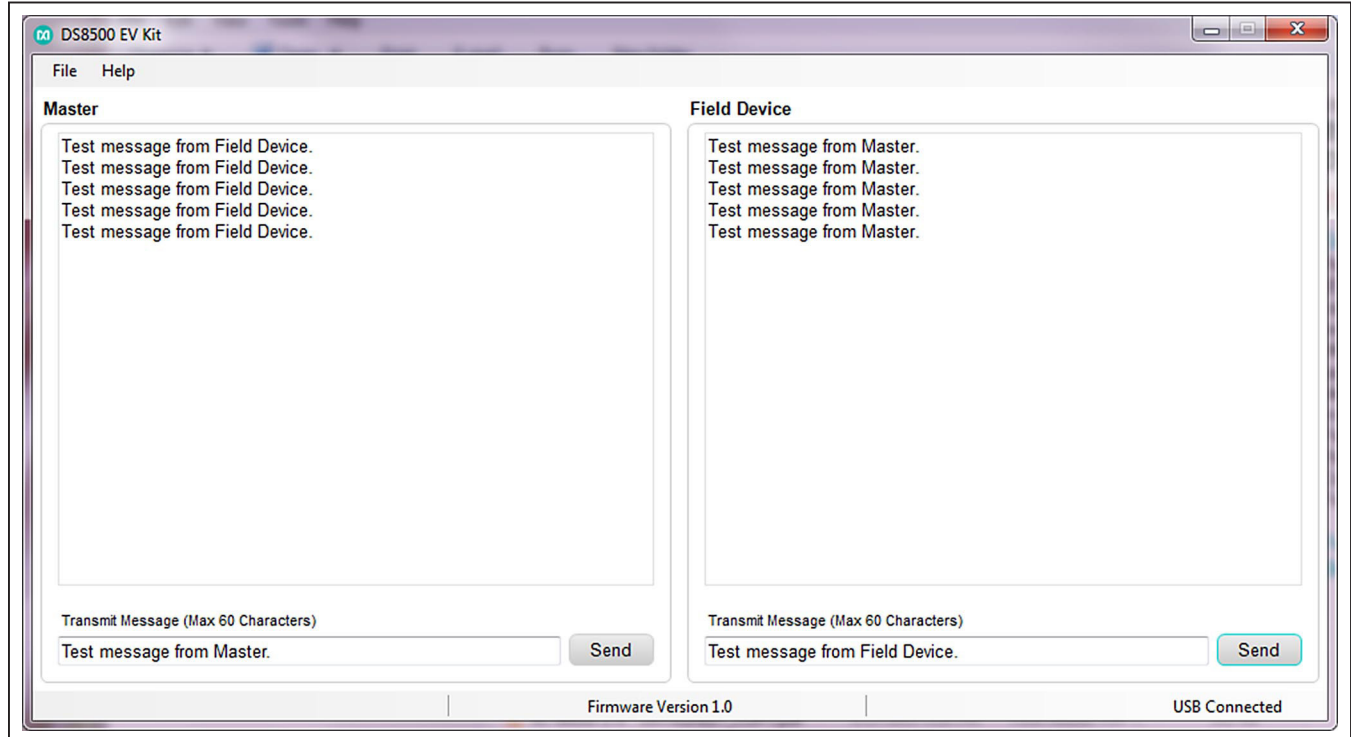 DS8500 EV Kit
File Help
Master
Test message from Field Device.
Test message from Field Device.
Test message from Field Device.
Test message from Field Device.
Test message from Field Device.
Transmit Message (Max 60 Characters)
Test message from Master.
Send
Field Device
Test message from Master.
Test message from Master.
Test message from Master.
Test message from Master.
Test message from Master.
Transmit Message (Max 60 Characters)
Test message from Field Device.
Send
Firmware Version 1.0
USB Connected